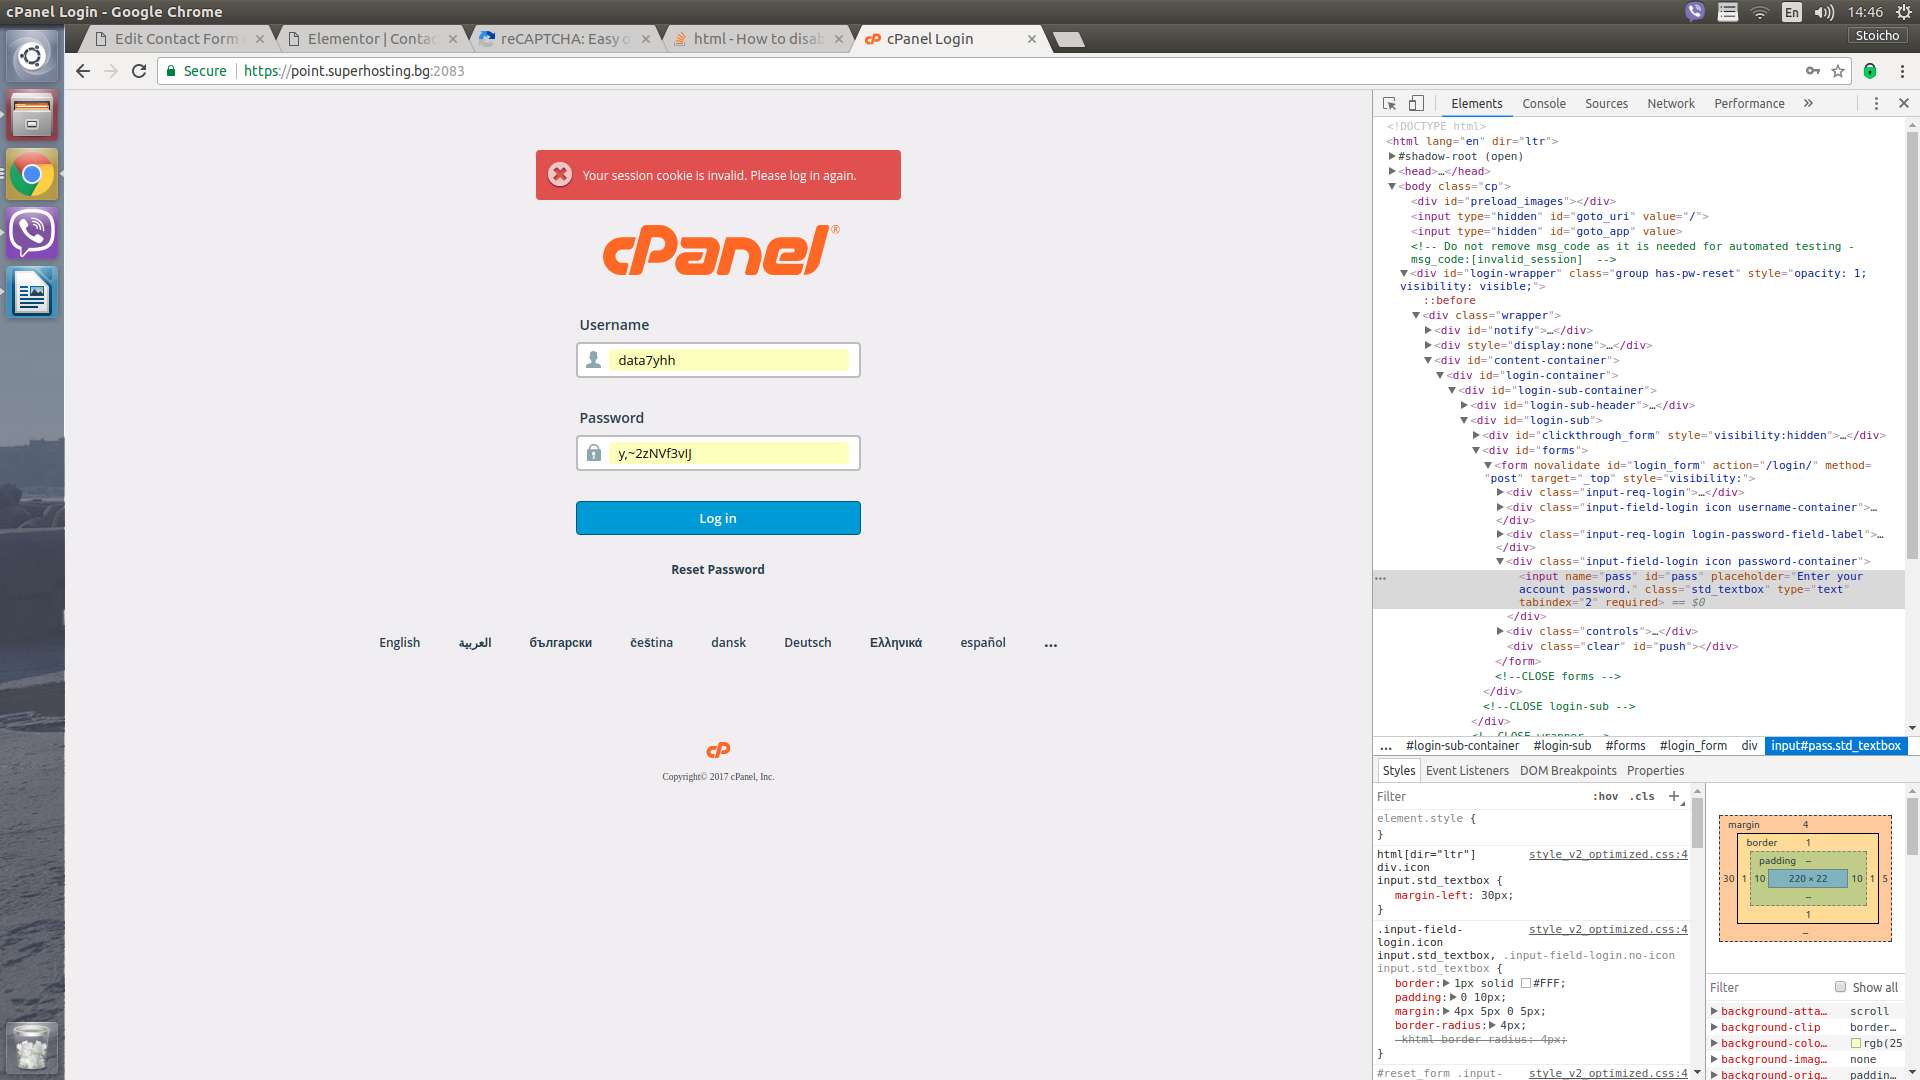 cPanel Login - Google Chrome
En
14:46
Edit Contact Form
Elementor | Contac
reCAPTCHA: Easy o
html - How to disab
cPanel Login
Stoicho
Secure
https://point.superhosting.bg:2083
Your session cookie is invalid. Please log in again.
cPanel®
Username
data7yhh
Password
y,~2zNVf3vIJ
Log in
Reset Password
English
العربية
български
čeština
dansk
Deutsch
Ελληνικά
español
...
cP
Copyright© 2017 cPanel, Inc.
Elements
Console
Sources
Network
Performance
»
<!DOCTYPE html>
<html lang="en" dir="ltr">
#shadow-root (open)
<head>…</head>
<body class="cp">
<div id="preload_images"></div>
<input type="hidden" id="goto_uri" value="/">
<input type="hidden" id="goto_app" value>
<!-- Do not remove msg_code as it is needed for automated testing -
msg_code:[invalid_session]  -->
<div id="login-wrapper" class="group has-pw-reset" style="opacity: 1;
visibility: visible;">
::before
<div class="wrapper">
<div id="notify">…</div>
<div style="display:none">…</div>
<div id="content-container">
<div id="login-container">
<div id="login-sub-container">
<div id="login-sub-header">…</div>
<div id="login-sub">
<div id="clickthrough_form" style="visibility:hidden">…</div>
<div id="forms">
<form novalidate id="login_form" action="/login/" method=
"post" target="_top" style="visibility:">
<div class="input-req-login">…</div>
<div class="input-field-login icon username-container">…
</div>
<div class="input-req-login login-password-field-label">…
</div>
<div class="input-field-login icon password-container">
...
<input name="pass" id="pass" placeholder="Enter your
account password." class="std_textbox" type="text"
tabindex="2" required> == $0
</div>
<div class="controls">…</div>
<div class="clear" id="push"></div>
</form>
<!--CLOSE forms -->
</div>
<!--CLOSE login-sub -->
</div>
<!--CLOSE wrapper -->
... #login-sub-container #login-sub #forms #login_form div input#pass.std_textbox
Styles Event Listeners DOM Breakpoints Properties
Filter :hov .cls +
element.style {
}
html[dir="ltr"] style_v2_optimized.css:4
div.icon
input.std_textbox {
margin-left: 30px;
}
.input-field- style_v2_optimized.css:4
login.icon
input.std_textbox, .input-field-login.no-icon
input.std_textbox {
border: 1px solid #FFF;
padding: 0 10px;
margin: 4px 5px 0 5px;
border-radius: 4px;
-khtml-border-radius: 4px;
}
#reset_form .input- style_v2_optimized.css:4
margin 4
border 1
padding –
30 1 10 220 × 22 10 1 5
–
1
–
Filter Show all
background-atta… scroll
background-clip border…
background-colo… rgb(25
background-imag… none
background-orig… paddin…